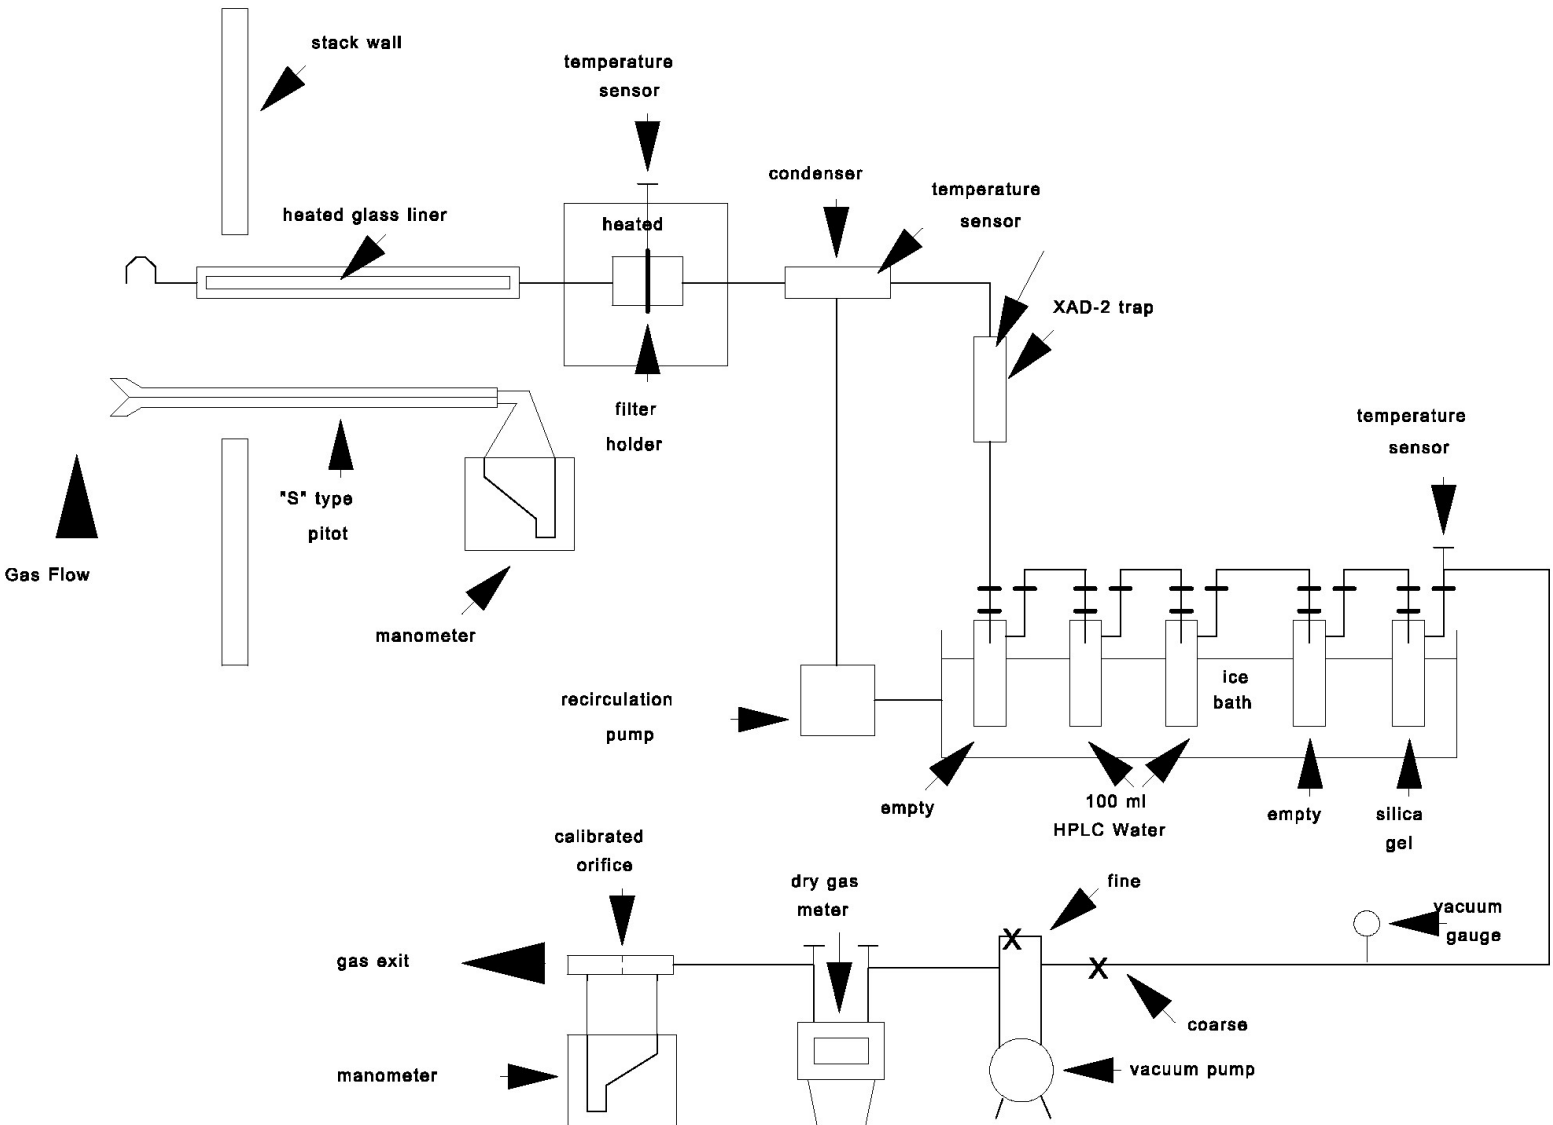 stack wall
temperature
sensor
condenser
temperature
sensor
heated glass liner
heated
XAD-2 trap
filter
holder
temperature
sensor
"S" type
pitot
Gas Flow
manometer
recirculation
pump
ice
bath
empty
100 ml
HPLC Water
empty
silica
gel
calibrated
orifice
dry gas
meter
fine
vacuum
gauge
gas exit
X
X
coarse
manometer
vacuum pump